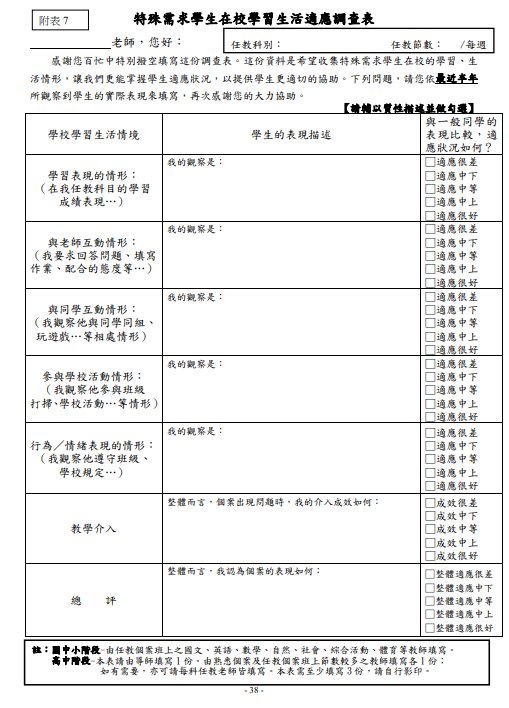 附表 7
特殊需求學生在校學習生活適應調查表
________老師，您好：
任教科別： 任教節數： /每週
感謝您百忙中特別撥空填寫這份調查表。這份資料是希望收集特殊需求學生在校的學習、生
活情形，讓我們更能掌握學生適應狀況，以提供學生更適切的協助。下列問題，請您依最近半年
所觀察到學生的實際表現來填寫，再次感謝您的大力協助。
【請輔以質性描述並做勾選】
學校學習生活情境
學生的表現描述
與一般同學的
表現比較，適
應狀況如何？
學習表現的情形：
（在我任教科目的學習
成績表現…）
我的觀察是：
□適應很差
□適應中下
□適應中等
□適應中上
□適應很好
與老師互動情形：
（我要求回答問題、填寫
作業、配合的態度等…）
我的觀察是：
□適應很差
□適應中下
□適應中等
□適應中上
□適應很好
與同學互動情形：
（我觀察他與同學同組、
玩遊戲…等相處情形）
我的觀察是：
□適應很差
□適應中下
□適應中等
□適應中上
□適應很好
參與學校活動情形：
（我觀察他參與班級
打掃、學校活動…等情形）
我的觀察是：
□適應很差
□適應中下
□適應中等
□適應中上
□適應很好
行為／情緒表現的情形：
（我觀察他遵守班級、
學校規定…）
我的觀察是：
□適應很差
□適應中下
□適應中等
□適應中上
□適應很好
教學介入
整體而言，個案出現問題時，我的介入成效如何：
□成效很差
□成效中下
□成效中等
□成效中上
□成效很好
總 評
整體而言，我認為個案的表現如何：
□整體適應很差
□整體適應中下
□整體適應中等
□整體適應中上
□整體適應很好
註：國中小階段-由任教個案班上之國文、英語、數學、自然、社會、綜合活動、體育等教師填寫。
高中階段-本表請由導師填寫 1 份。由熟悉個案及任教個案班上節數較多之教師填寫各 1 份；
如有需要，亦可請每科任教老師皆填寫。本表需至少填寫 3 份，請自行影印。
- 38 -